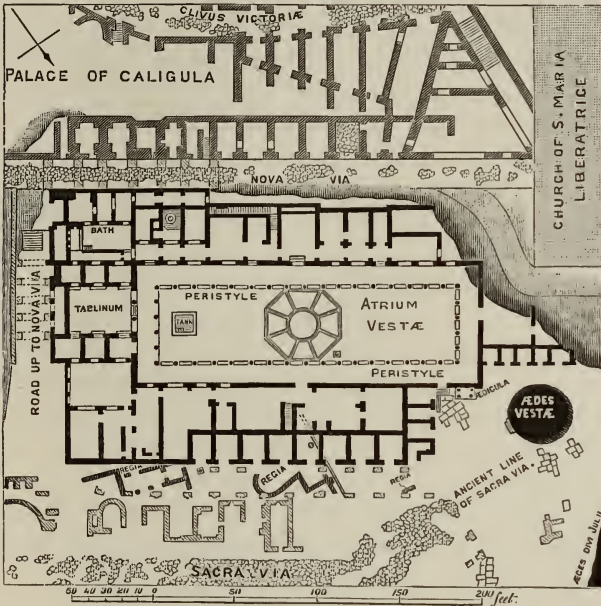 CLIVUS VICTORIÆ
PALACE OF CALIGULA
CHURCH OF S. MARIA
LIBERATRICE
NOVA VIA
BATH
TABLINUM
ROAD UP TO NOVA VIA
PERISTYLE
TANK
ATRIUM
VESTÆ
PERISTYLE
ÆDICULA
ÆDES
VESTÆ
REGIA
REGIA
REGIA
ANCIENT LINE
OF SACRA VIA.
ÆDES DIVI JULII
SACRA VIA
50 40 30 20 10 0 50 100 150 200 feet.